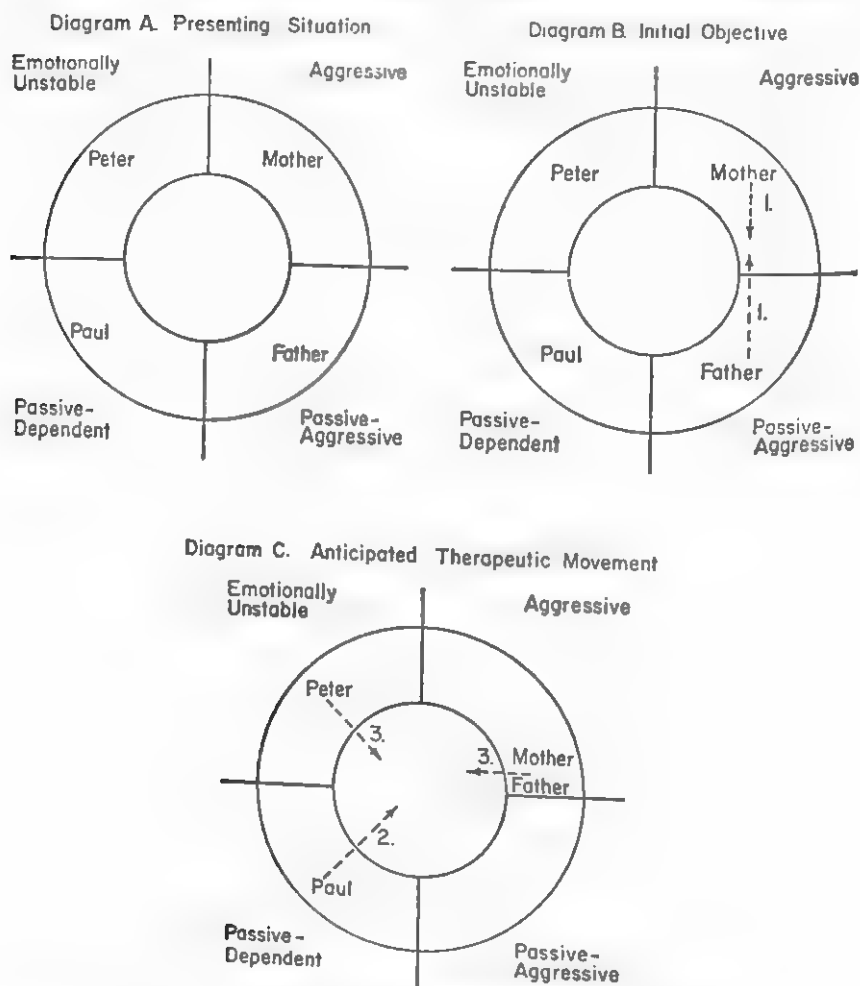 Diagram A. Presenting Situation
Emotionally
Unstable
Aggressive
Peter
Mother
Paul
Father
Passive-
Dependent
Passive-
Aggressive
Diagram B. Initial Objective
Emotionally
Unstable
Aggressive
Peter
Mother
1.
1.
Paul
Father
Passive-
Dependent
Passive-
Aggressive
Diagram C. Anticipated Therapeutic Movement
Emotionally
Unstable
Aggressive
Peter
3.
3.
Mother
Father
2.
Paul
Passive-
Dependent
Passive-
Aggressive